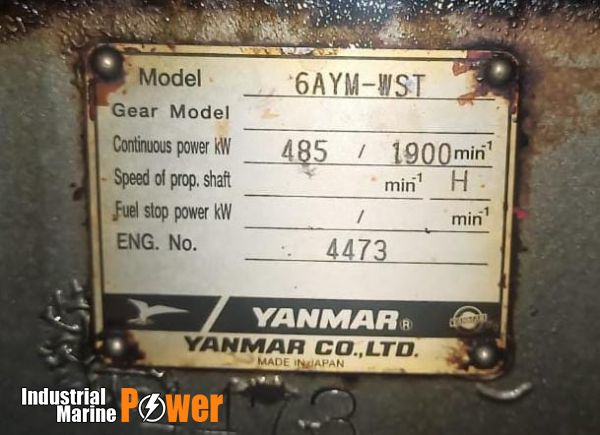 Model 6AYM-WST
Gear Model
Continuous power kW 485 / 1900 min⁻¹
Speed of prop. shaft min⁻¹ H
Fuel stop power kW / min⁻¹
ENG. No. 4473
YANMAR®
YANMAR CO.,LTD.
MADE IN JAPAN
Industrial
Marine Power